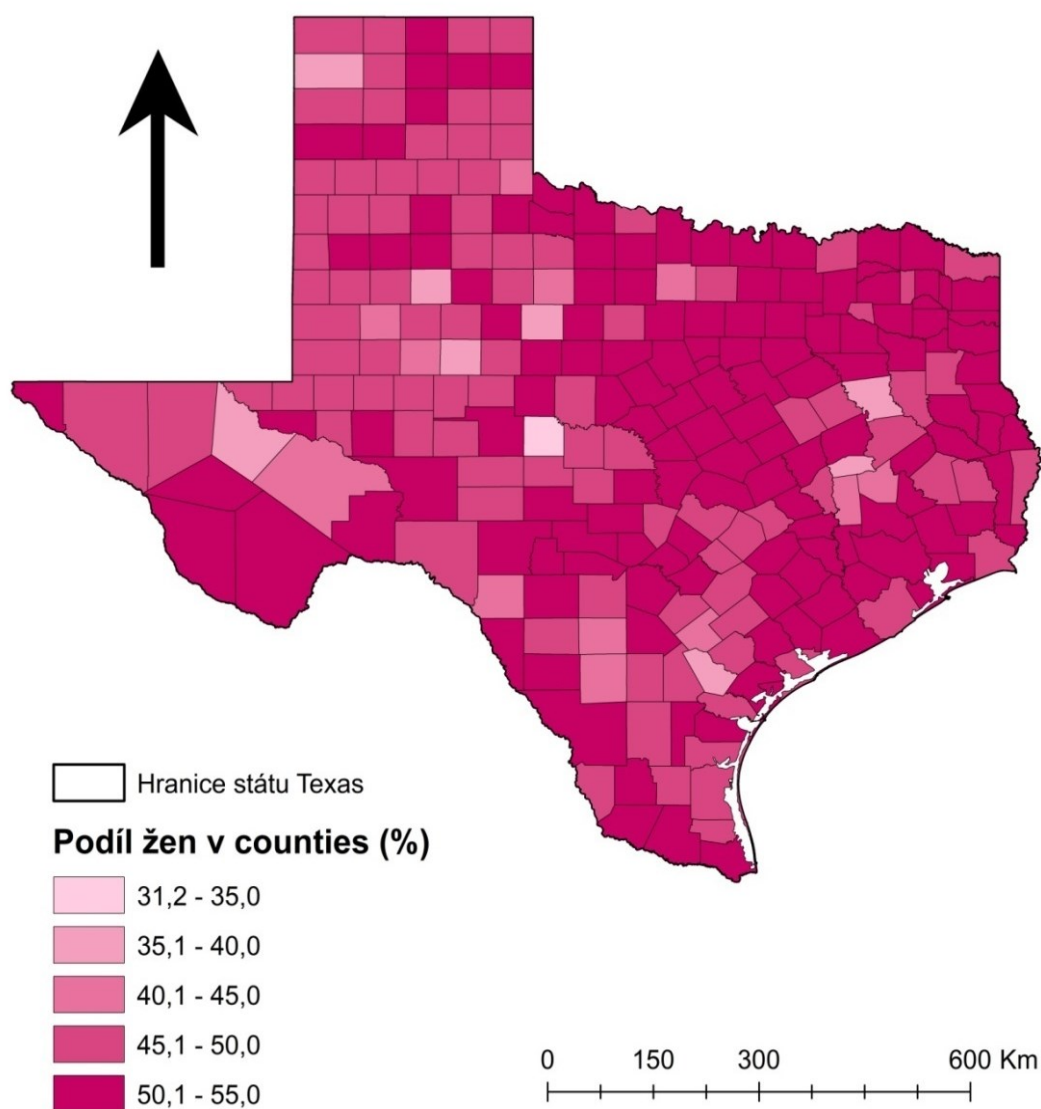 Hranice státu Texas
Podíl žen v counties (%)
31,2 - 35,0
35,1 - 40,0
40,1 - 45,0
45,1 - 50,0
50,1 - 55,0
0 150 300 600 Km